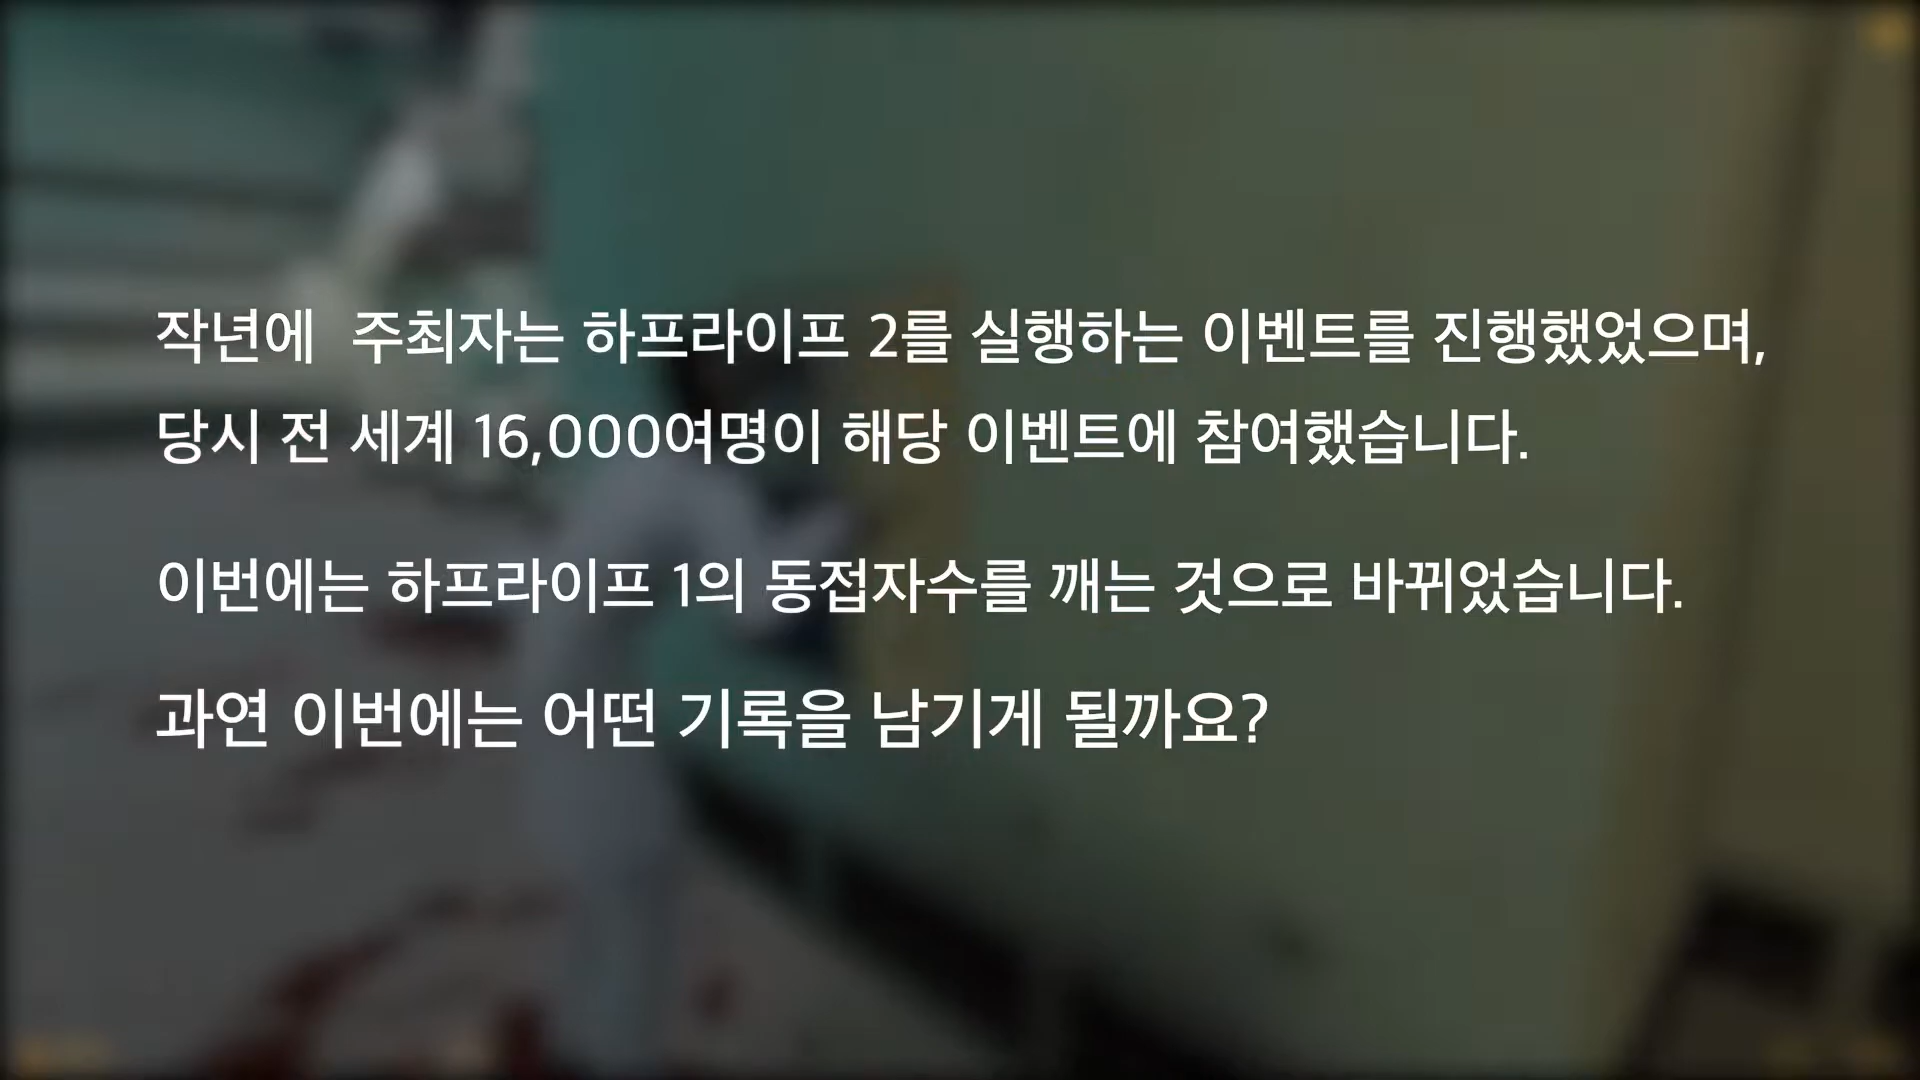 작년에 주최자는 하프라이프 2를 실행하는 이벤트를 진행했었으며,
당시 전 세계 16,000여명이 해당 이벤트에 참여했습니다.
이번에는 하프라이프 1의 동접자수를 깨는 것으로 바뀌었습니다.
과연 이번에는 어떤 기록을 남기게 될까요?